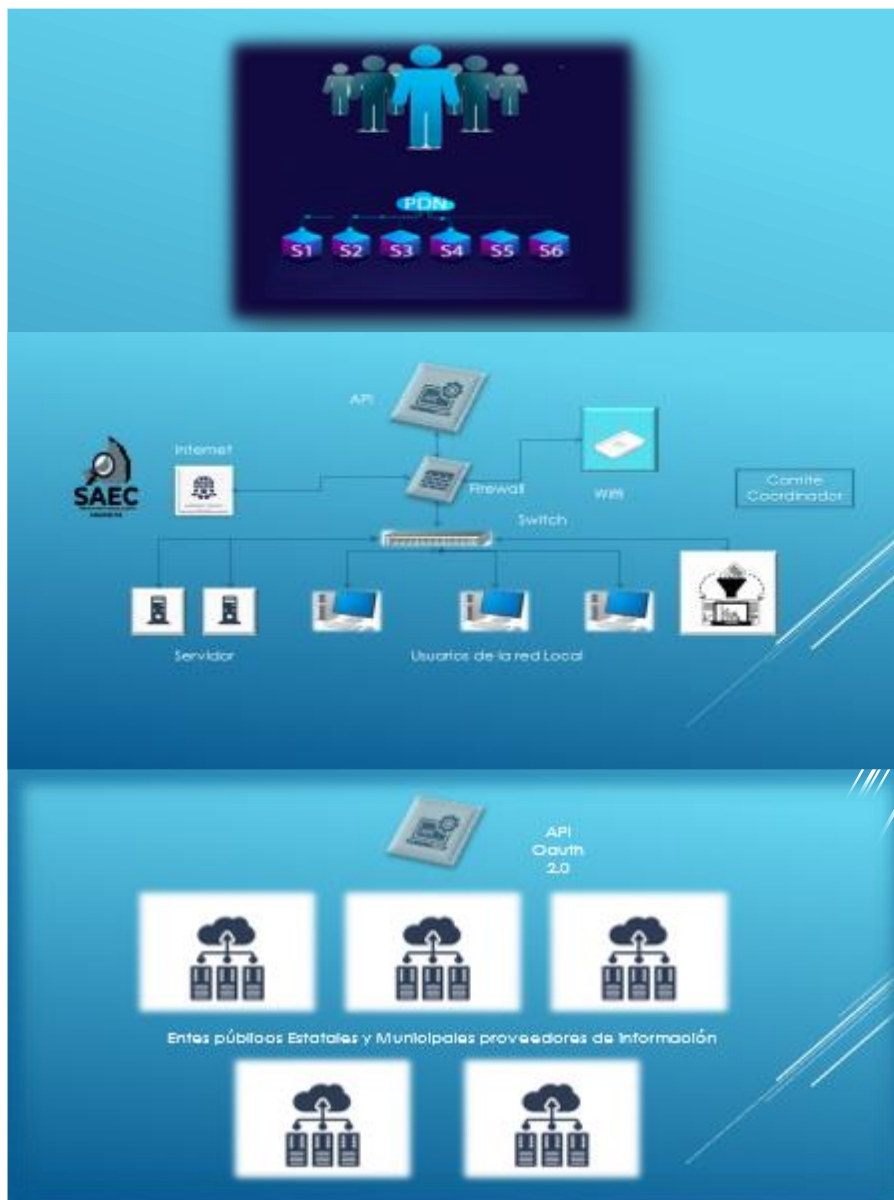 PDN
S1 S2 S3 S4 S5 S6
API
Internet
SAEC
Firewall
Wifi
Comite
Coordinador
Switch
Servidor
Usuarios de la red Local
API
Oauth
2.0
Entes públicos Estatales y Municipales proveedores de información